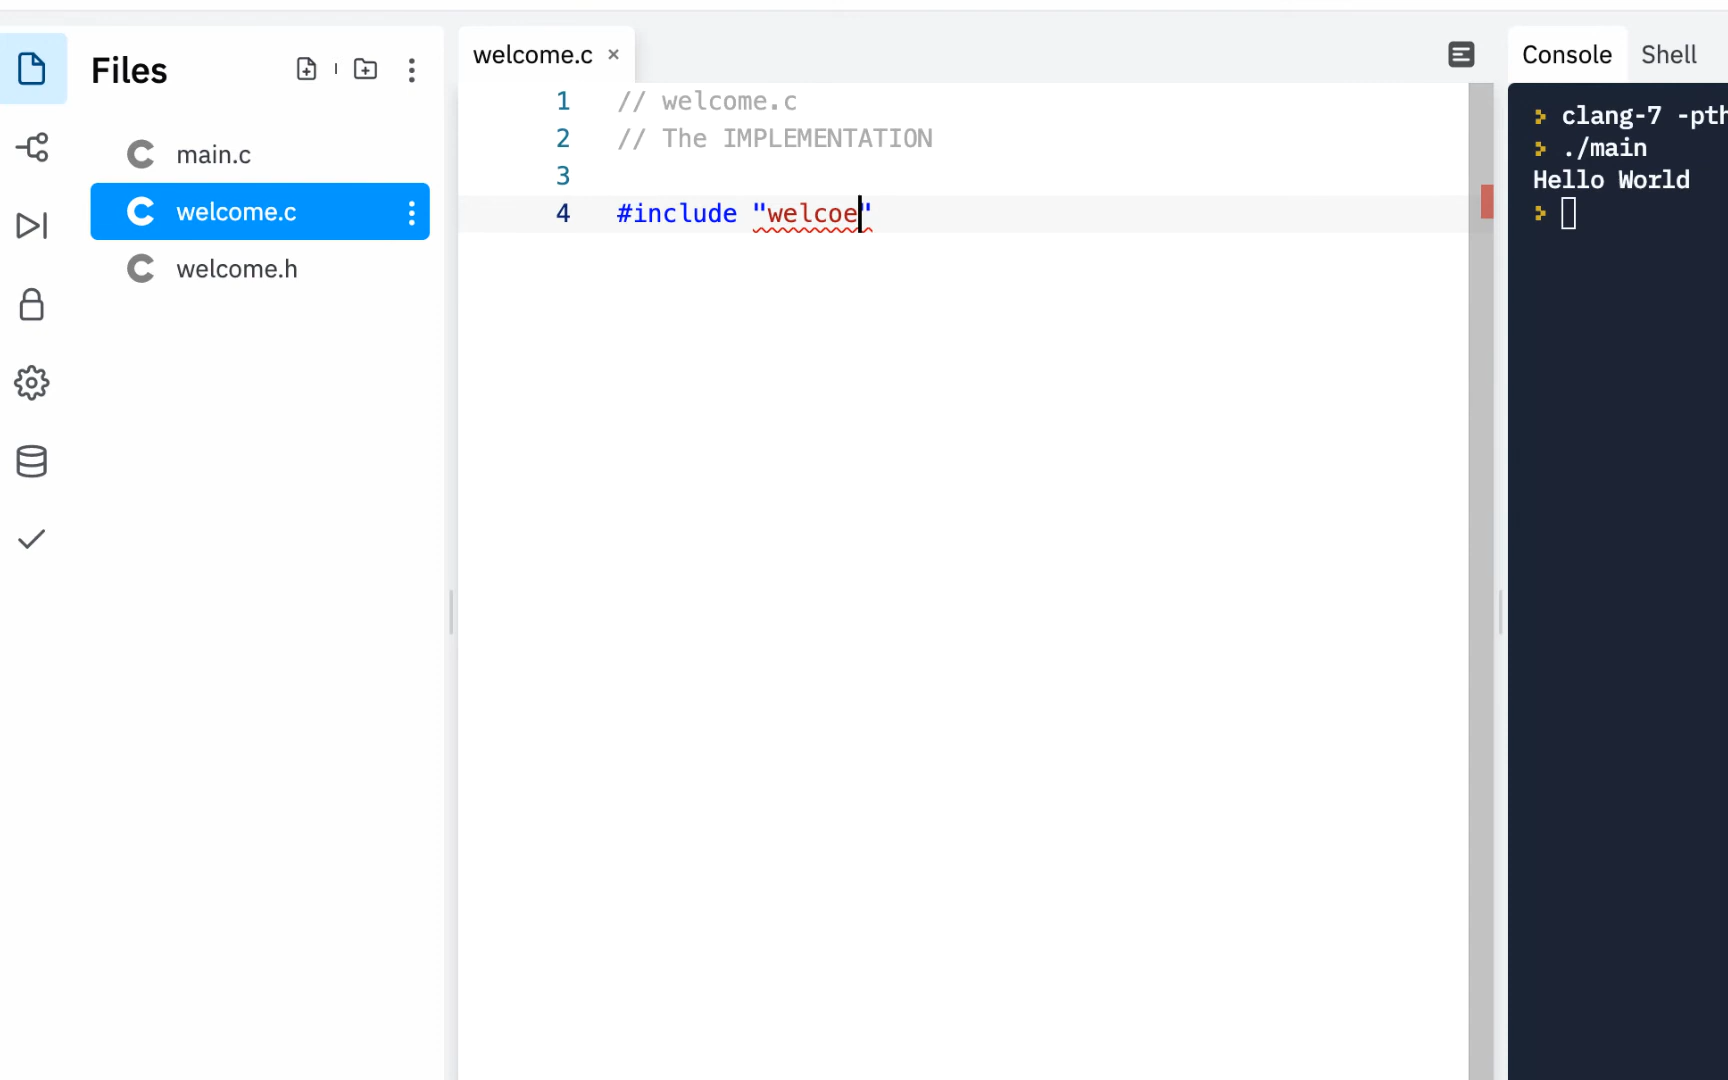 Files
main.c
welcome.c
welcome.h
welcome.c ×
1 // welcome.c
2 // The IMPLEMENTATION
3
4 #include "welcoe"
Console Shell
clang-7 -pth
./main
Hello World